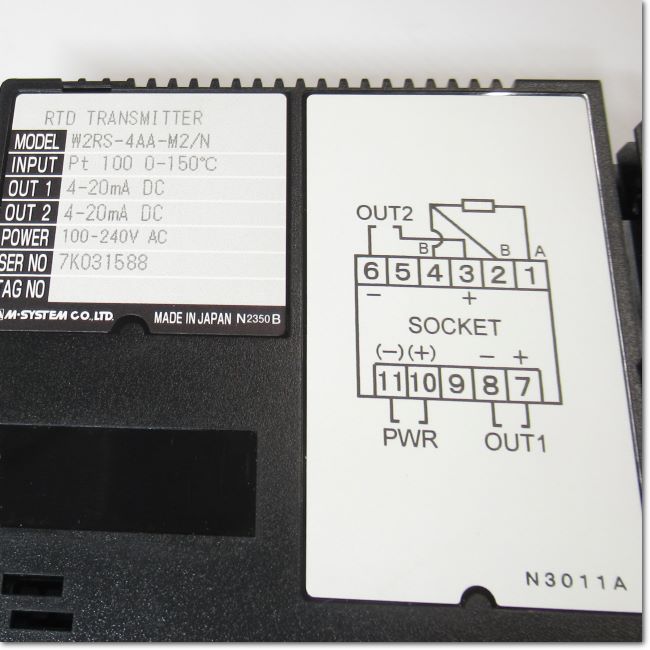 RTD TRANSMITTER
MODEL W2RS-4AA-M2/N
INPUT Pt 100 0-150℃
OUT 1 4-20mA DC
OUT 2 4-20mA DC
POWER 100-240V AC
SER NO 7K031588
TAG NO
M-SYSTEM CO.,LTD. MADE IN JAPAN N2350 B
OUT2
B B A
6 5 4 3 2 1
− +
SOCKET
(−) (+) − +
11 10 9 8 7
PWR OUT1
N3011A